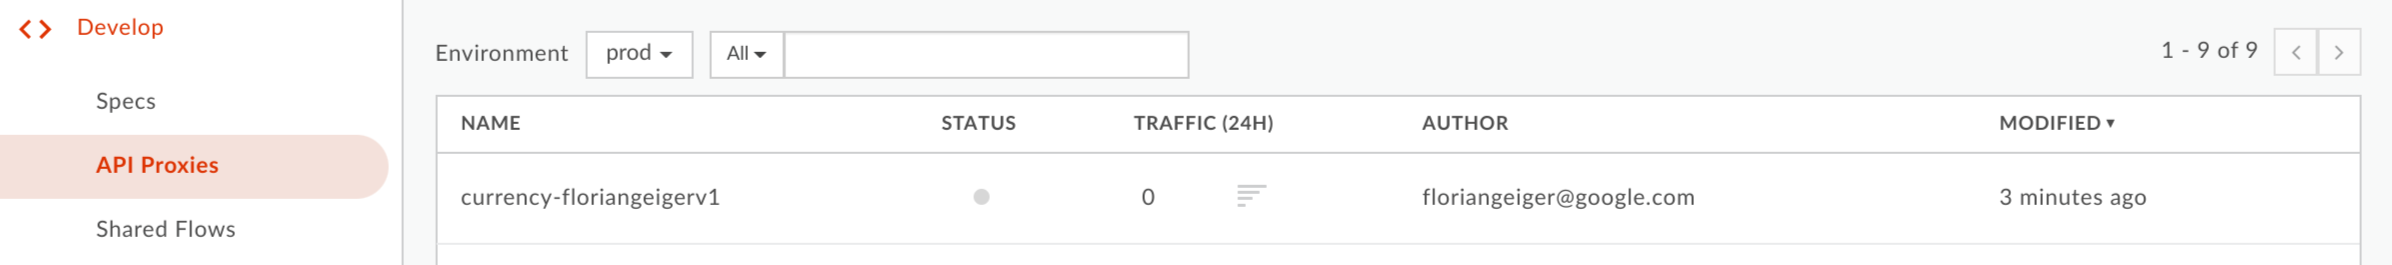 Develop
Specs
API Proxies
Shared Flows
Environment prod All 1 - 9 of 9
NAME STATUS TRAFFIC (24H) AUTHOR MODIFIED
currency-floriangeigerv1 0 floriangeiger@google.com 3 minutes ago